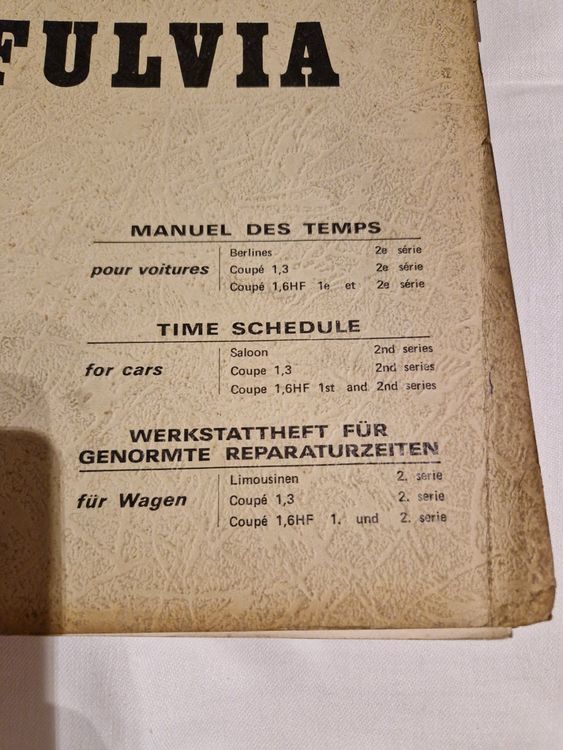 FULVIA
MANUEL DES TEMPS
pour voitures
Berlines 2e série
Coupé 1,3 2e série
Coupé 1,6HF 1e et 2e série
TIME SCHEDULE
for cars
Saloon 2nd series
Coupe 1,3 2nd series
Coupe 1,6HF 1st and 2nd series
WERKSTATTHEFT FÜR
GENORMTE REPARATURZEITEN
für Wagen
Limousinen 2. serie
Coupé 1,3 2. serie
Coupé 1,6HF 1. und 2. serie